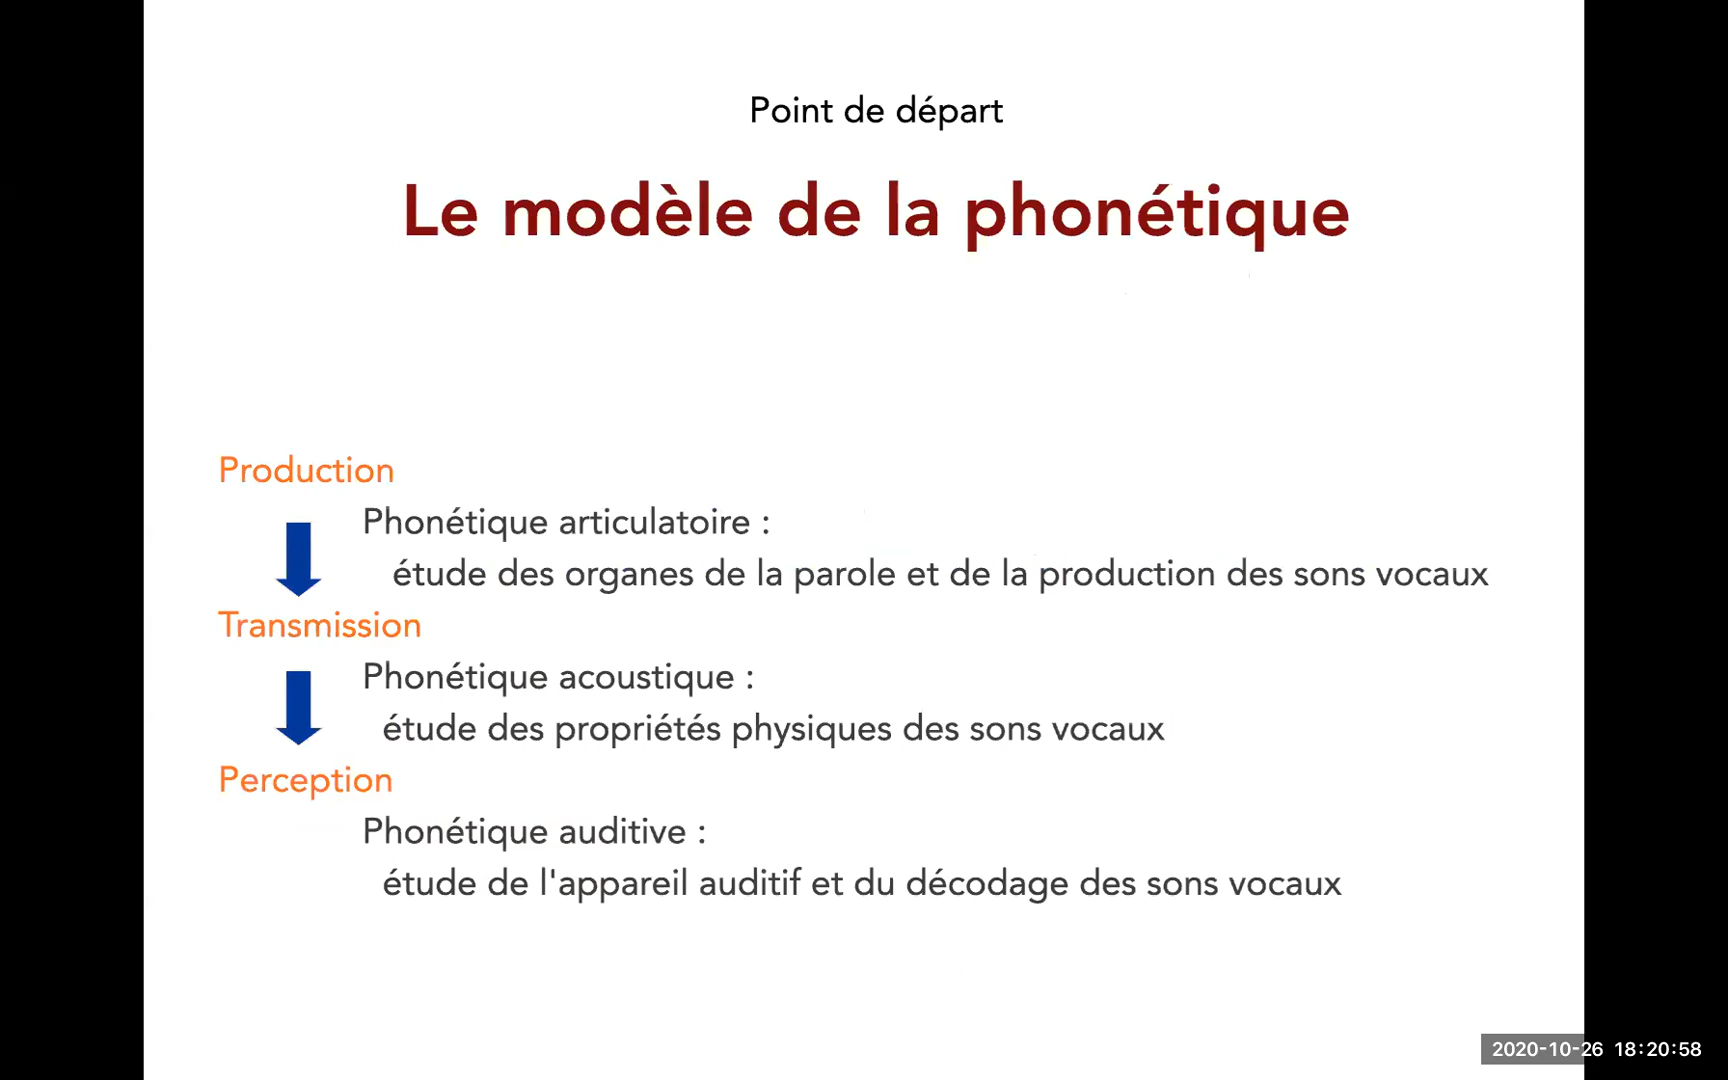 Point de départ
Le modèle de la phonétique
Production
Phonétique articulatoire :
étude des organes de la parole et de la production des sons vocaux
Transmission
Phonétique acoustique :
étude des propriétés physiques des sons vocaux
Perception
Phonétique auditive :
étude de l'appareil auditif et du décodage des sons vocaux
2020-10-26 18:20:58